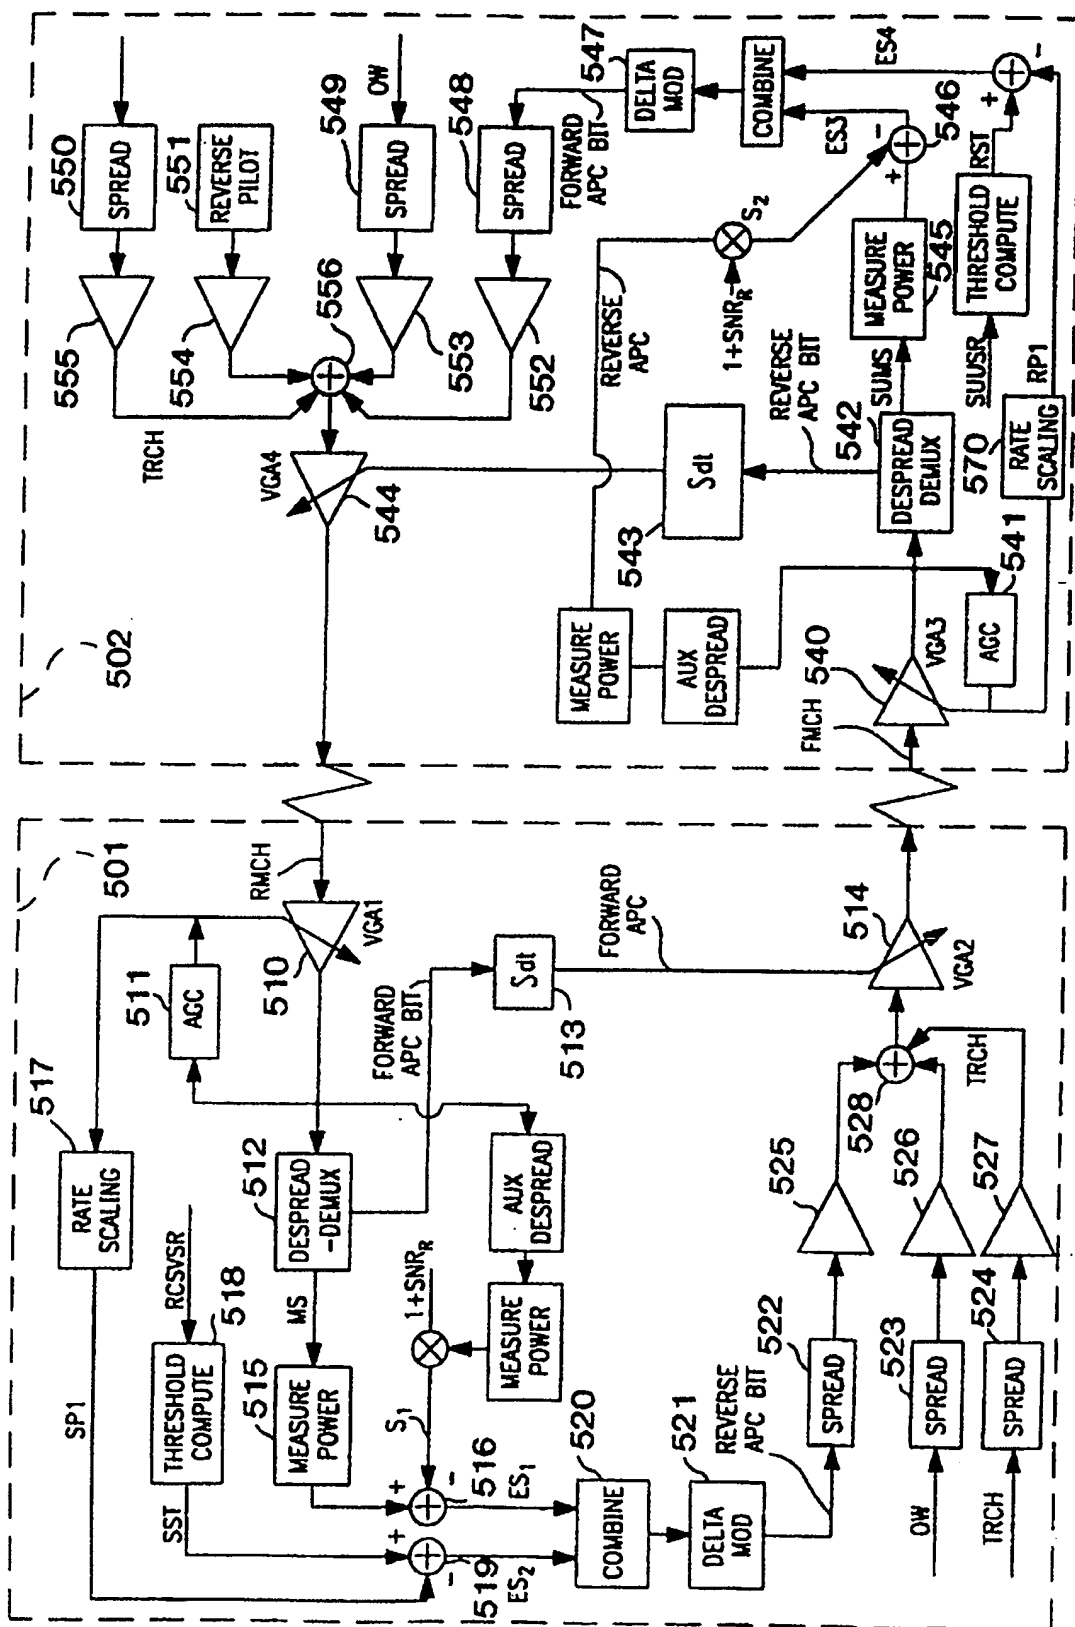 501
517
RATE
SCALING
511
AGC
RMCH
VGA1
510
SP1
RCSVSR
THRESHOLD
COMPUTE
518
512
DESPREAD
-DEMUX
FORWARD
APC BIT
Sdt
513
FORWARD
APC
SST
MS
515
MEASURE
POWER
1+SNRR
AUX
DESPREAD
MEASURE
POWER
S1
+
-
516
ES1
+
-
519
ES2
520
COMBINE
521
DELTA
MOD
REVERSE
APC BIT
522
SPREAD
525
OW
523
SPREAD
526
TRCH
524
SPREAD
527
528
TRCH
514
VGA2
502
TRCH
VGA4
544
555
554
556
553
552
550
SPREAD
551
REVERSE
PILOT
549
SPREAD
OW
548
SPREAD
FORWARD
APC BIT
547
DELTA
MOD
REVERSE
APC
543
Sdt
1+SNRR
S2
COMBINE
ES3
ES4
MEASURE
POWER
AUX
DESPREAD
REVERSE
APC BIT
542
SUMS
MEASURE
POWER
545
+
-
546
FMCH
540
VGA3
DESPREAD
DEMUX
SUUSR
THRESHOLD
COMPUTE
RST
+
-
AGC
541
570
RATE
SCALING
RP1